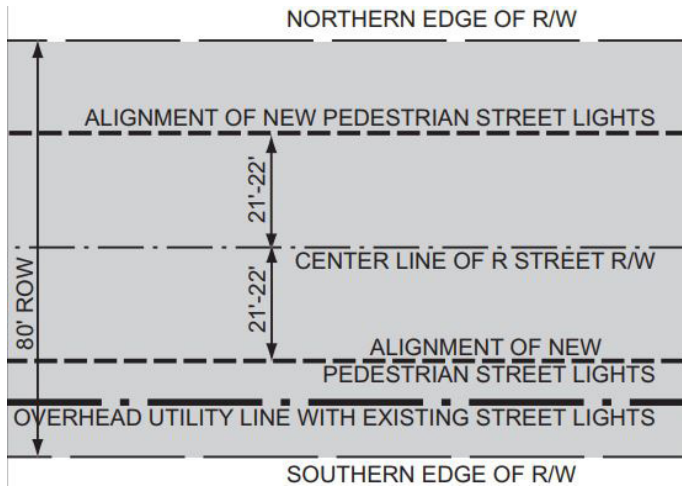 NORTHERN EDGE OF R/W
ALIGNMENT OF NEW PEDESTRIAN STREET LIGHTS
21'-22'
CENTER LINE OF R STREET R/W
80' ROW
21'-22'
ALIGNMENT OF NEW
PEDESTRIAN STREET LIGHTS
OVERHEAD UTILITY LINE WITH EXISTING STREET LIGHTS
SOUTHERN EDGE OF R/W